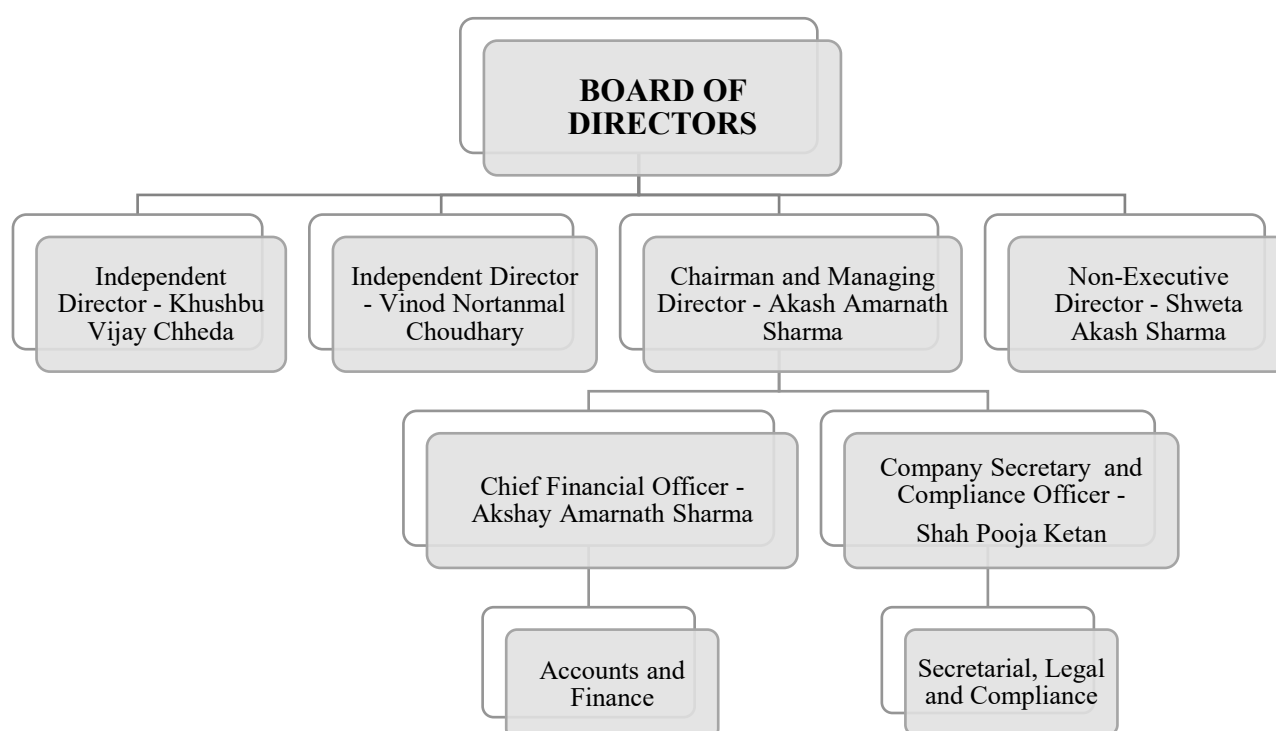 BOARD OF
DIRECTORS
Independent
Director - Khushbu
Vijay Chheda
Independent Director
- Vinod Nortanmal
Choudhary
Chairman and Managing
Director - Akash Amarnath
Sharma
Non-Executive
Director - Shweta
Akash Sharma
Chief Financial Officer -
Akshay Amarnath Sharma
Company Secretary and
Compliance Officer -
Shah Pooja Ketan
Accounts and
Finance
Secretarial, Legal
and Compliance